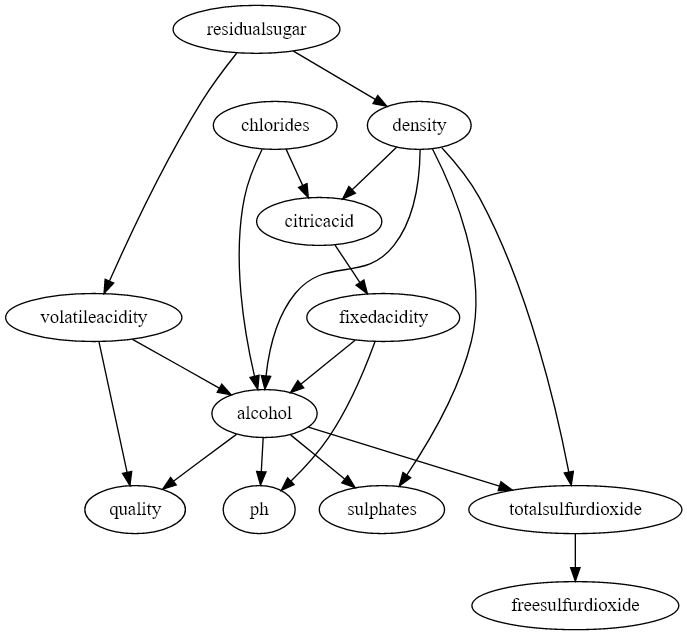 residualsugar
chlorides
density
citricacid
volatileacidity
fixedacidity
alcohol
quality
ph
sulphates
totalsulfurdioxide
freesulfurdioxide